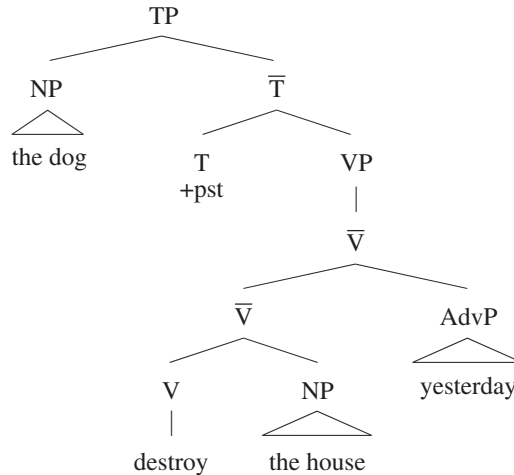 TP
NP T̅
the dog T VP
+pst
V̅
V̅ AdvP
V NP yesterday
destroy the house